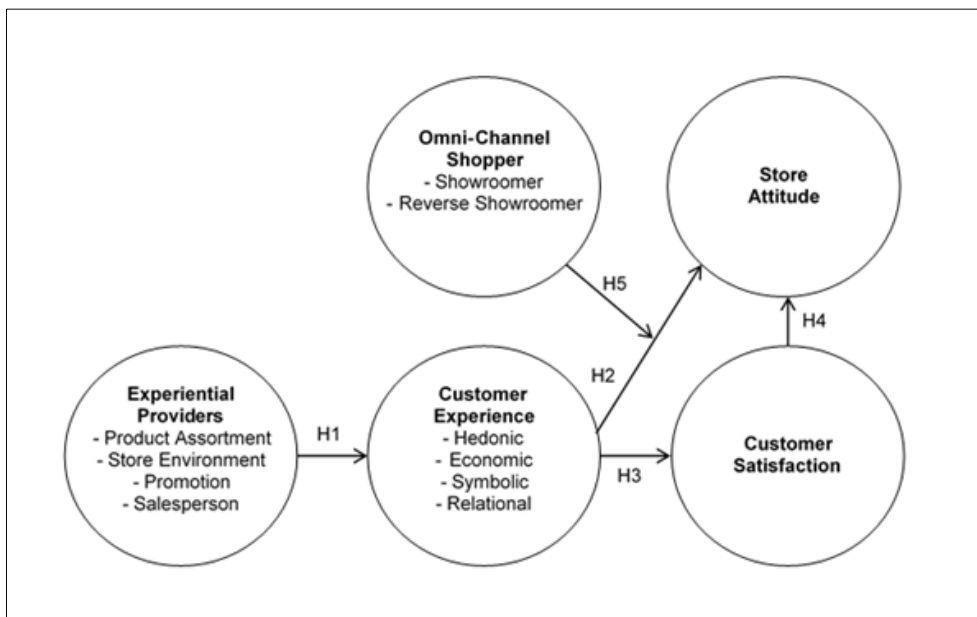 Omni-Channel
Shopper
- Showroomer
- Reverse Showroomer
Store
Attitude
H5
H4
H2
Experiential
Providers
- Product Assortment
- Store Environment
- Promotion
- Salesperson
H1
Customer
Experience
- Hedonic
- Economic
- Symbolic
- Relational
H3
Customer
Satisfaction